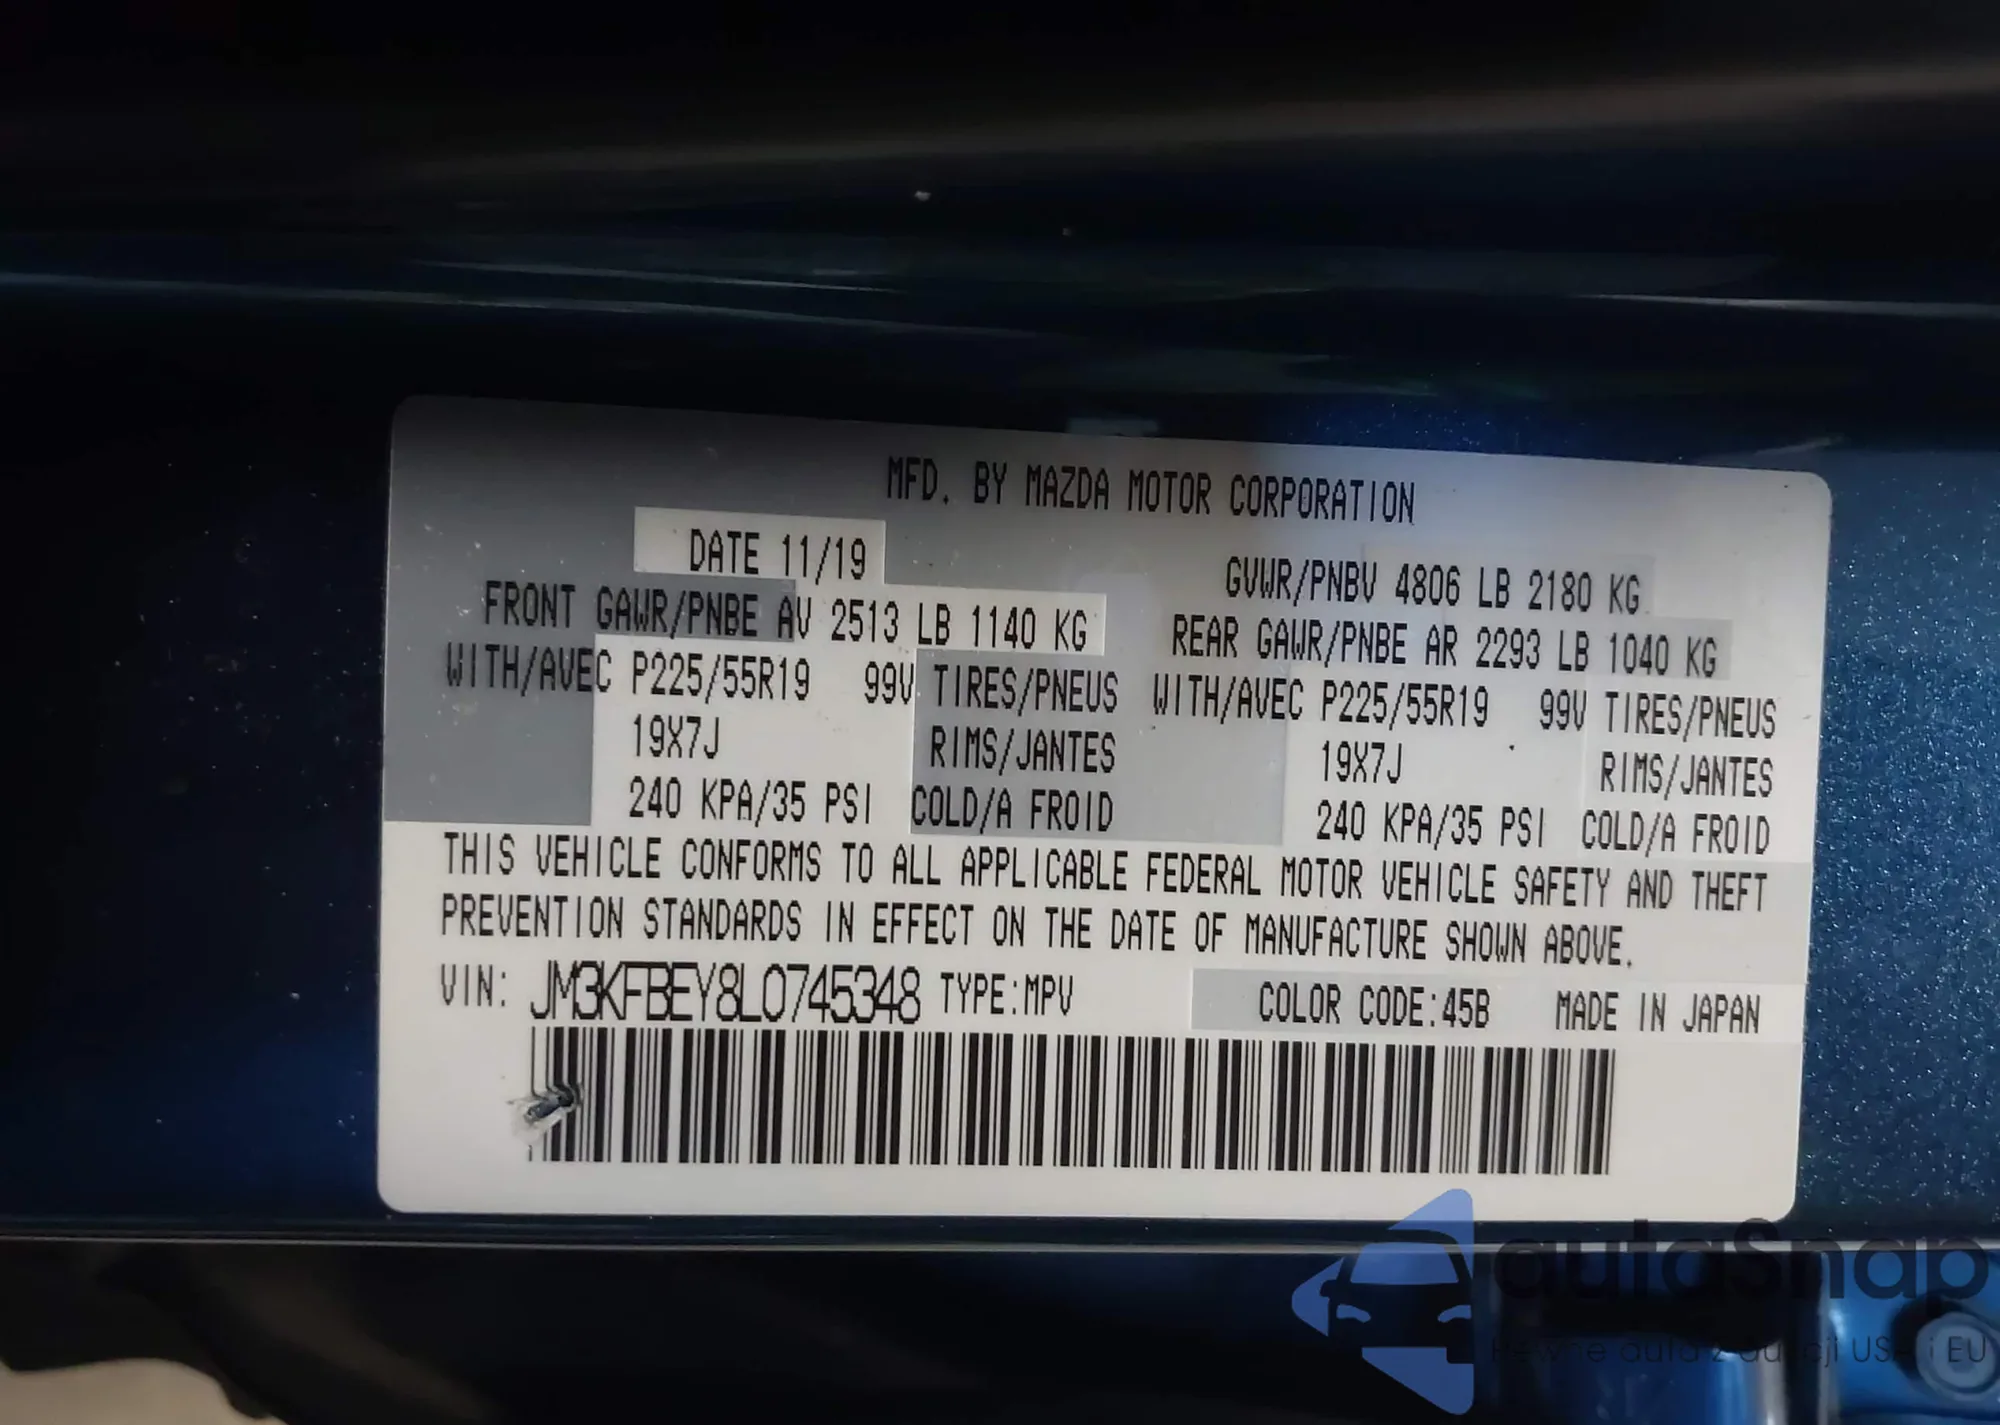 MFD. BY MAZDA MOTOR CORPORATION
DATE 11/19
GVWR/PNBV 4806 LB 2180 KG
FRONT GAWR/PNBE AV 2513 LB 1140 KG
REAR GAWR/PNBE AR 2293 LB 1040 KG
WITH/AVEC P225/55R19 99V TIRES/PNEUS WITH/AVEC P225/55R19 99V TIRES/PNEUS
19X7J RIMS/JANTES 19X7J RIMS/JANTES
240 KPA/35 PSI COLD/A FROID 240 KPA/35 PSI COLD/A FROID
THIS VEHICLE CONFORMS TO ALL APPLICABLE FEDERAL MOTOR VEHICLE SAFETY AND THEFT
PREVENTION STANDARDS IN EFFECT ON THE DATE OF MANUFACTURE SHOWN ABOVE.
VIN: JM3KFBEY8L0745348 TYPE:MPV COLOR CODE:45B MADE IN JAPAN
autaSnap
auta z aukcji USA i EU